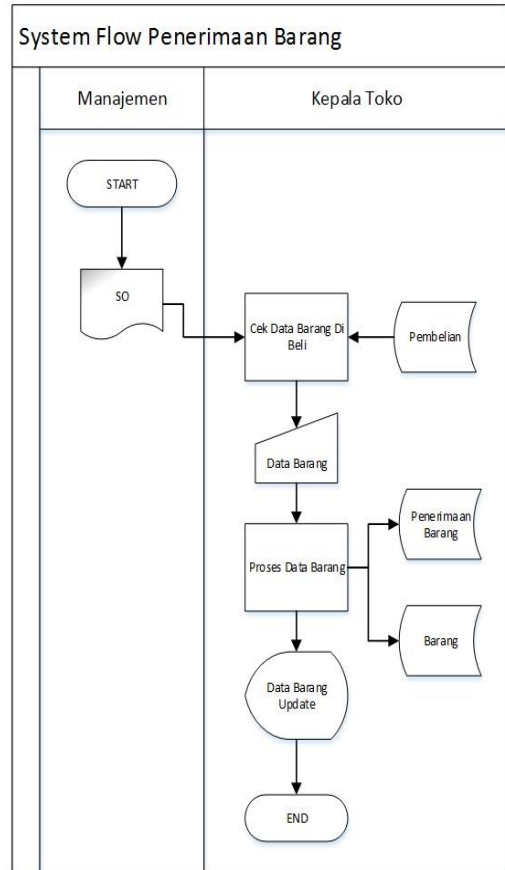 System Flow Penerimaan Barang
Manajemen
Kepala Toko
START
SO
Cek Data Barang Di
Beli
Pembelian
Data Barang
Proses Data Barang
Penerimaan
Barang
Barang
Data Barang
Update
END